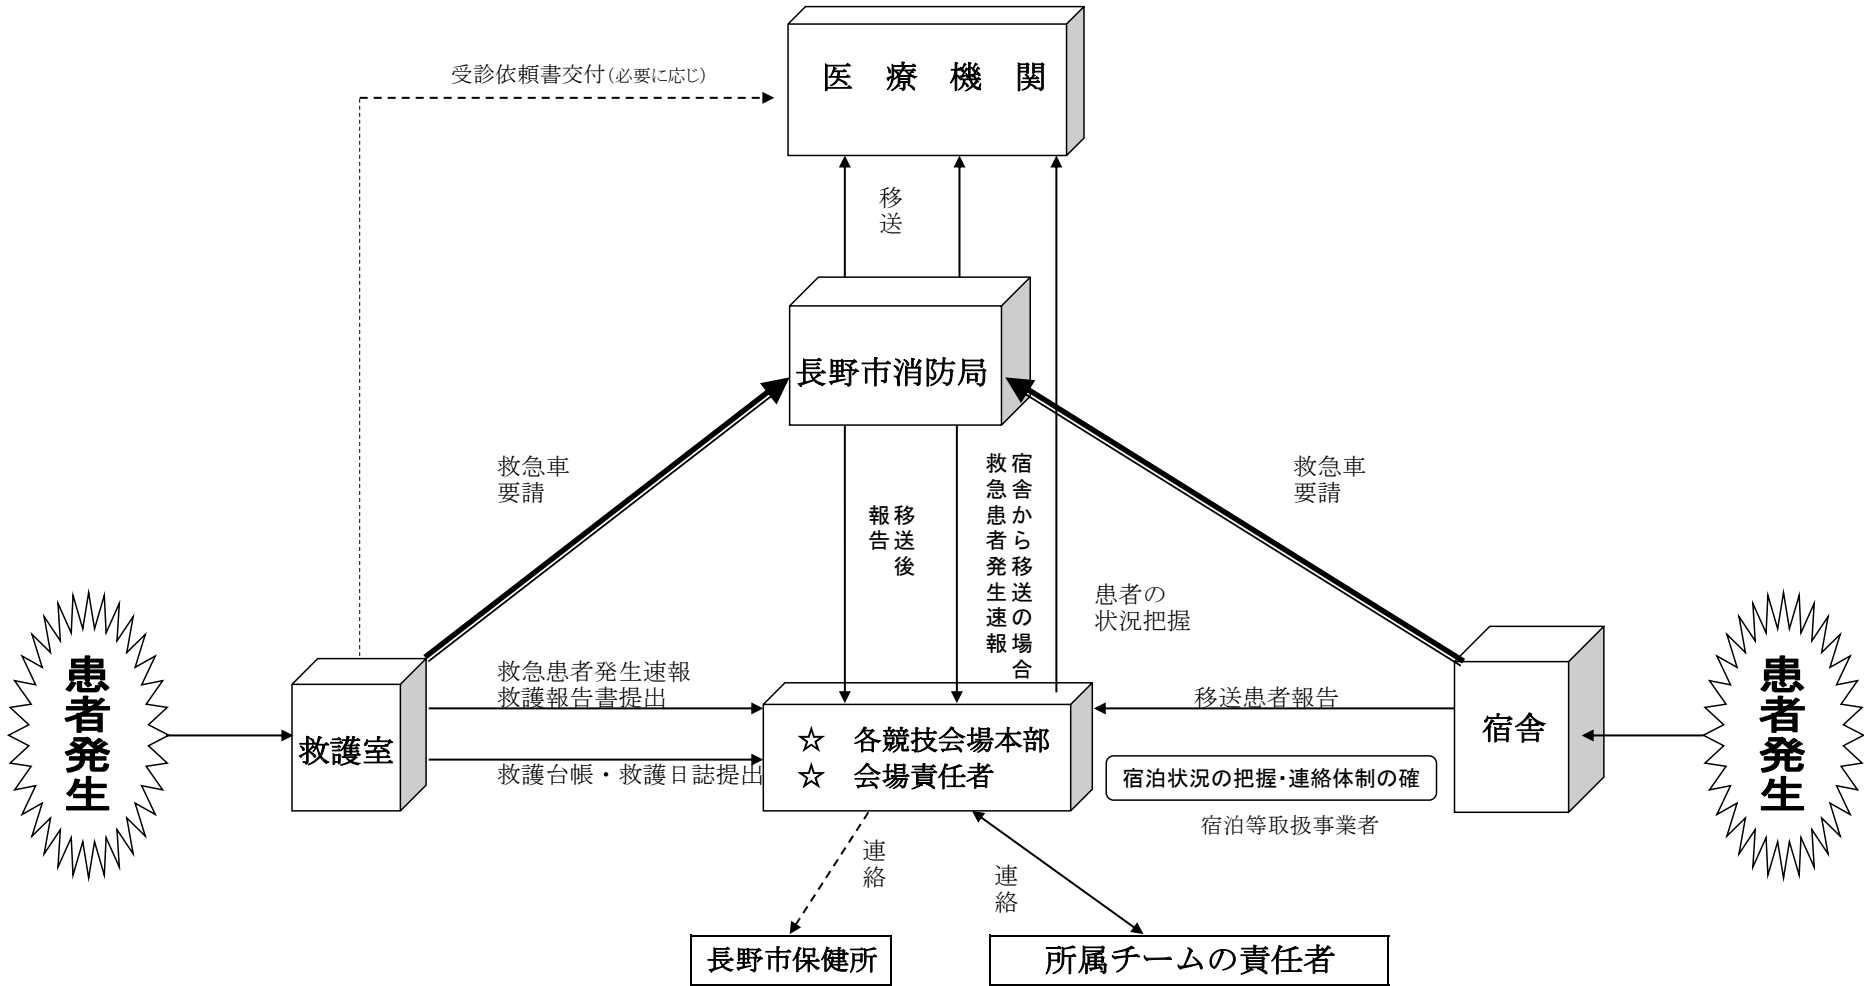 医 療 機 関
受診依頼書交付(必要に応じ)
移送
長野市消防局
救急車
要請
救急車
要請
移送後
報告
宿舎から移送の場合
救急患者発生速報
患者の
状況把握
患者発生
救護室
救急患者発生速報
救護報告書提出
救護台帳・救護日誌提出
☆ 各競技会場本部
☆ 会場責任者
移送患者報告
宿泊状況の把握・連絡体制の確
宿泊等取扱事業者
宿舎
患者発生
連絡
連絡
長野市保健所
所属チームの責任者